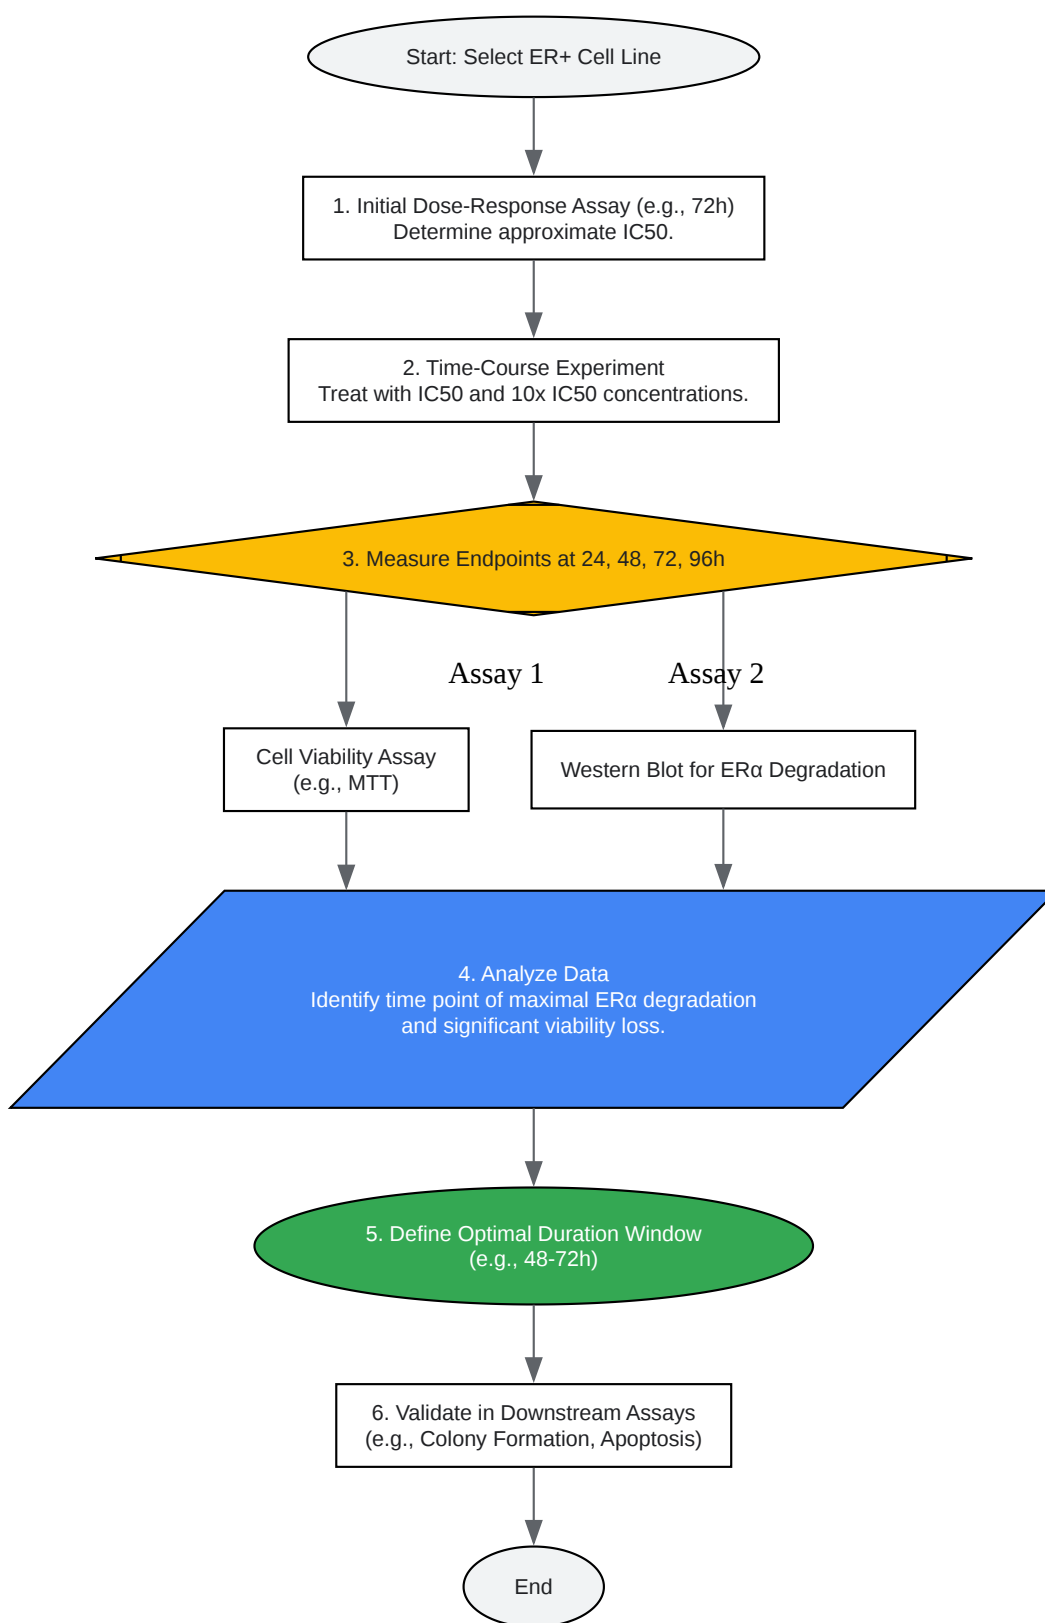 Start: Select ER+ Cell Line
1. Initial Dose-Response Assay (e.g., 72h)
Determine approximate IC50.
2. Time-Course Experiment
Treat with IC50 and 10x IC50 concentrations.
3. Measure Endpoints at 24, 48, 72, 96h
Assay 1
Assay 2
Cell Viability Assay
(e.g., MTT)
Western Blot for ERα Degradation
4. Analyze Data
Identify time point of maximal ERα degradation
and significant viability loss.
5. Define Optimal Duration Window
(e.g., 48-72h)
6. Validate in Downstream Assays
(e.g., Colony Formation, Apoptosis)
End